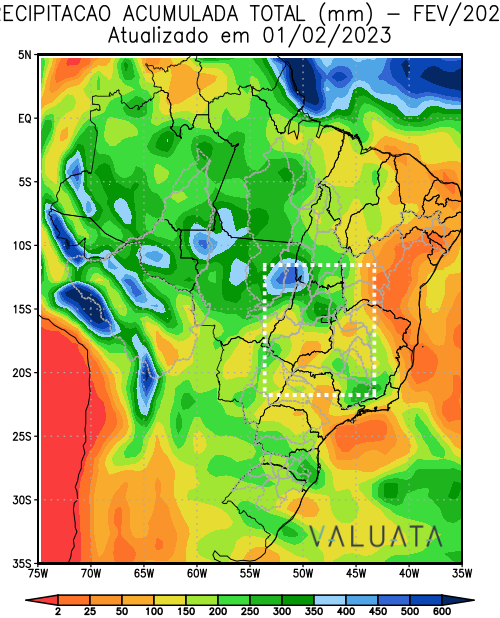 RECIPITACAO ACUMULADA TOTAL (mm) – FEV/202
Atualizado em 01/02/2023
5N
EQ
5S
10S
15S
20S
25S
30S
35S
VALUATA
75W 70W 65W 60W 55W 50W 45W 40W 35W
2 25 50 100 150 200 250 300 350 400 450 500 600